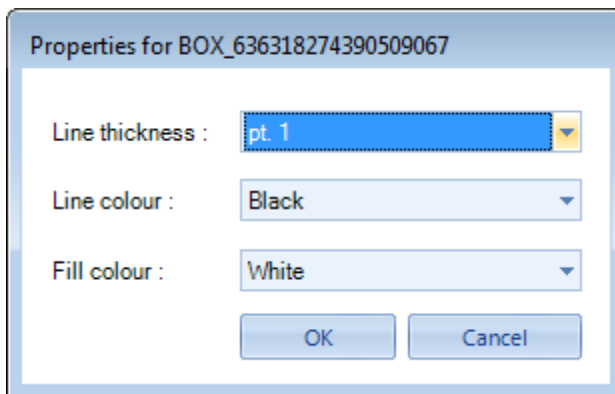 Properties for BOX_636318274390509067
Line thickness : pt. 1
Line colour : Black
Fill colour : White
OK Cancel